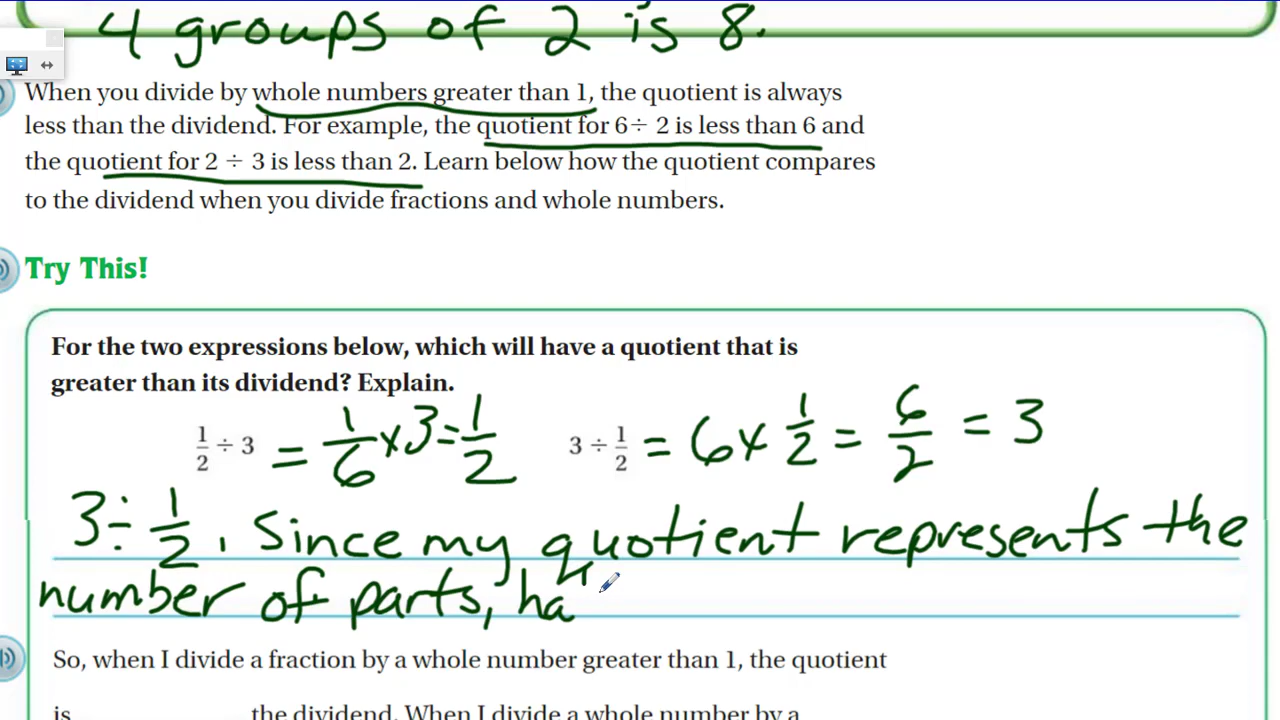 4 groups of 2 is 8.
When you divide by whole numbers greater than 1, the quotient is always
less than the dividend. For example, the quotient for 6 ÷ 2 is less than 6 and
the quotient for 2 ÷ 3 is less than 2. Learn below how the quotient compares
to the dividend when you divide fractions and whole numbers.
Try This!
For the two expressions below, which will have a quotient that is
greater than its dividend? Explain.
1/2 ÷ 3 = 1/6 x 3 = 1/2 3 ÷ 1/2 = 6 x 1/2 = 6/2 = 3
3 ÷ 1/2. Since my quotient represents the
number of parts, ha
So, when I divide a fraction by a whole number greater than 1, the quotient
is ________ the dividend. When I divide a whole number by a